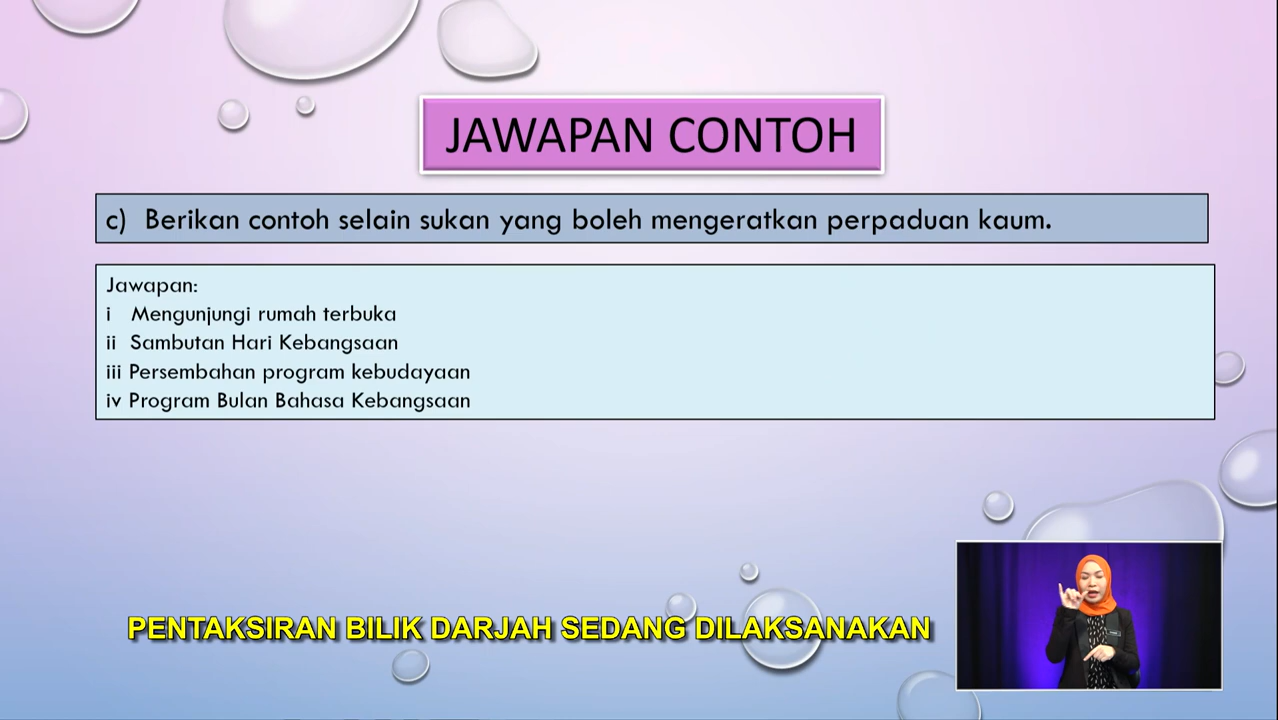 JAWAPAN CONTOH
c) Berikan contoh selain sukan yang boleh mengeratkan perpaduan kaum.
Jawapan:
i Mengunjungi rumah terbuka
ii Sambutan Hari Kebangsaan
iii Persembahan program kebudayaan
iv Program Bulan Bahasa Kebangsaan
PENTAKSIRAN BILIK DARJAH SEDANG DILAKSANAKAN